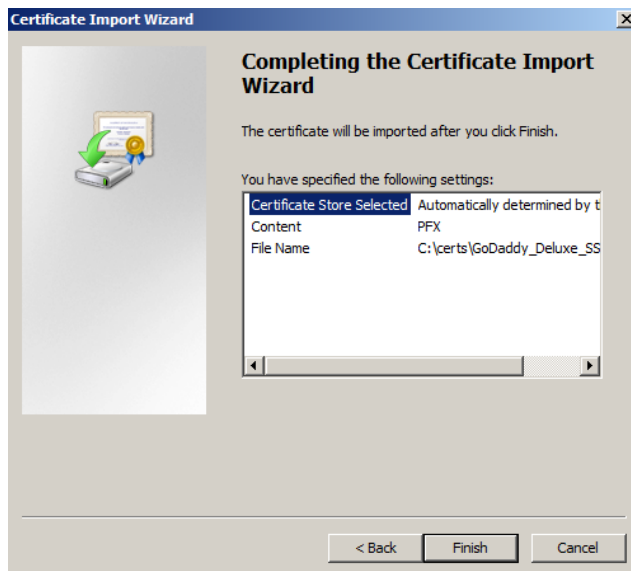 Certificate Import Wizard
Completing the Certificate Import
Wizard
The certificate will be imported after you click Finish.
You have specified the following settings:
Certificate Store Selected Automatically determined by t
Content PFX
File Name C:\certs\GoDaddy_Deluxe_SS
< Back Finish Cancel